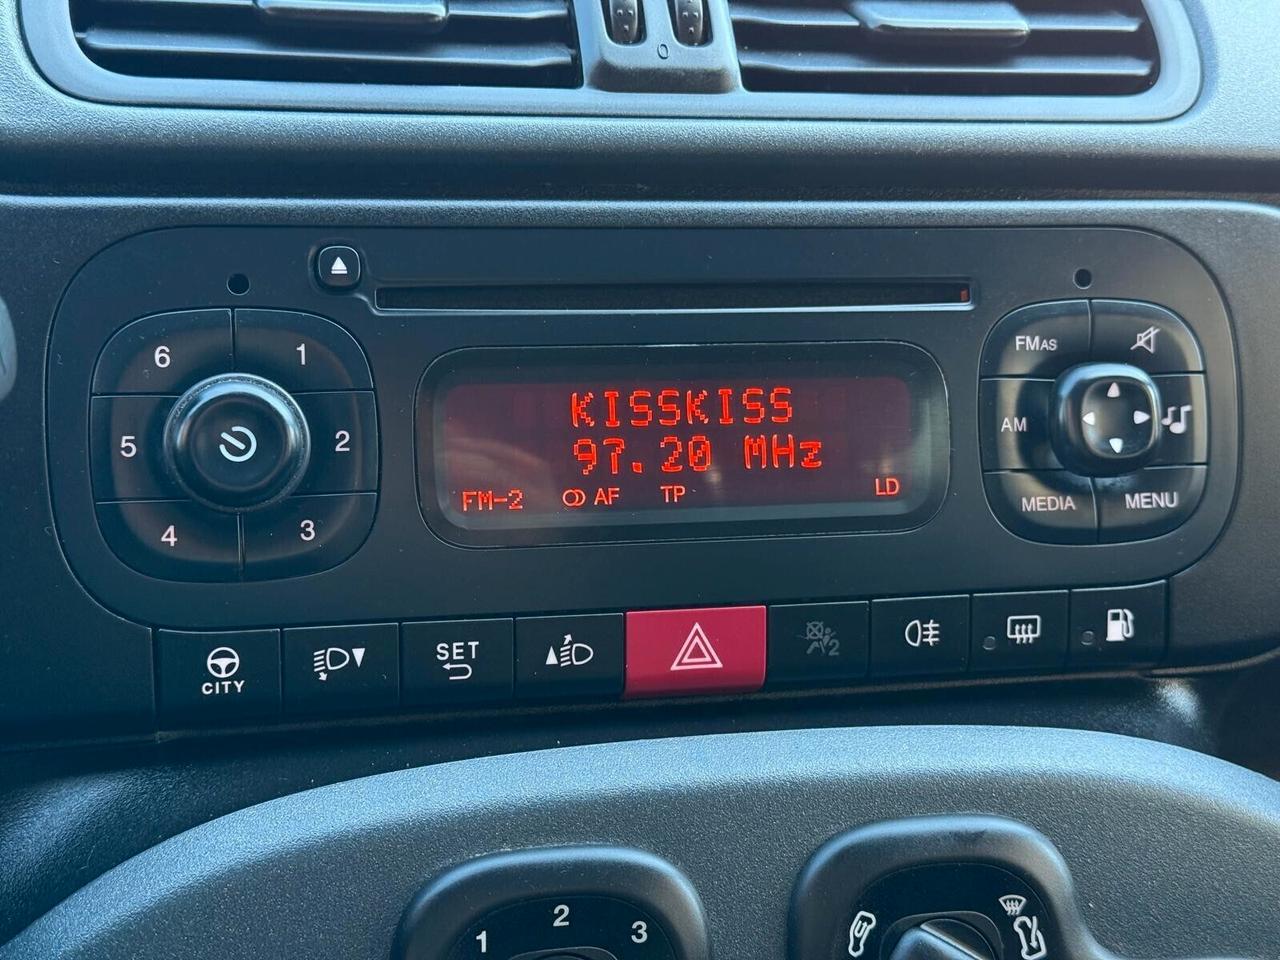 0
6 1
FMAS
KISSKISS
5 2
AM
97.20 MHz
FM-2 AF TP LD
MEDIA MENU
4 3
CITY
SET
2
1 2 3